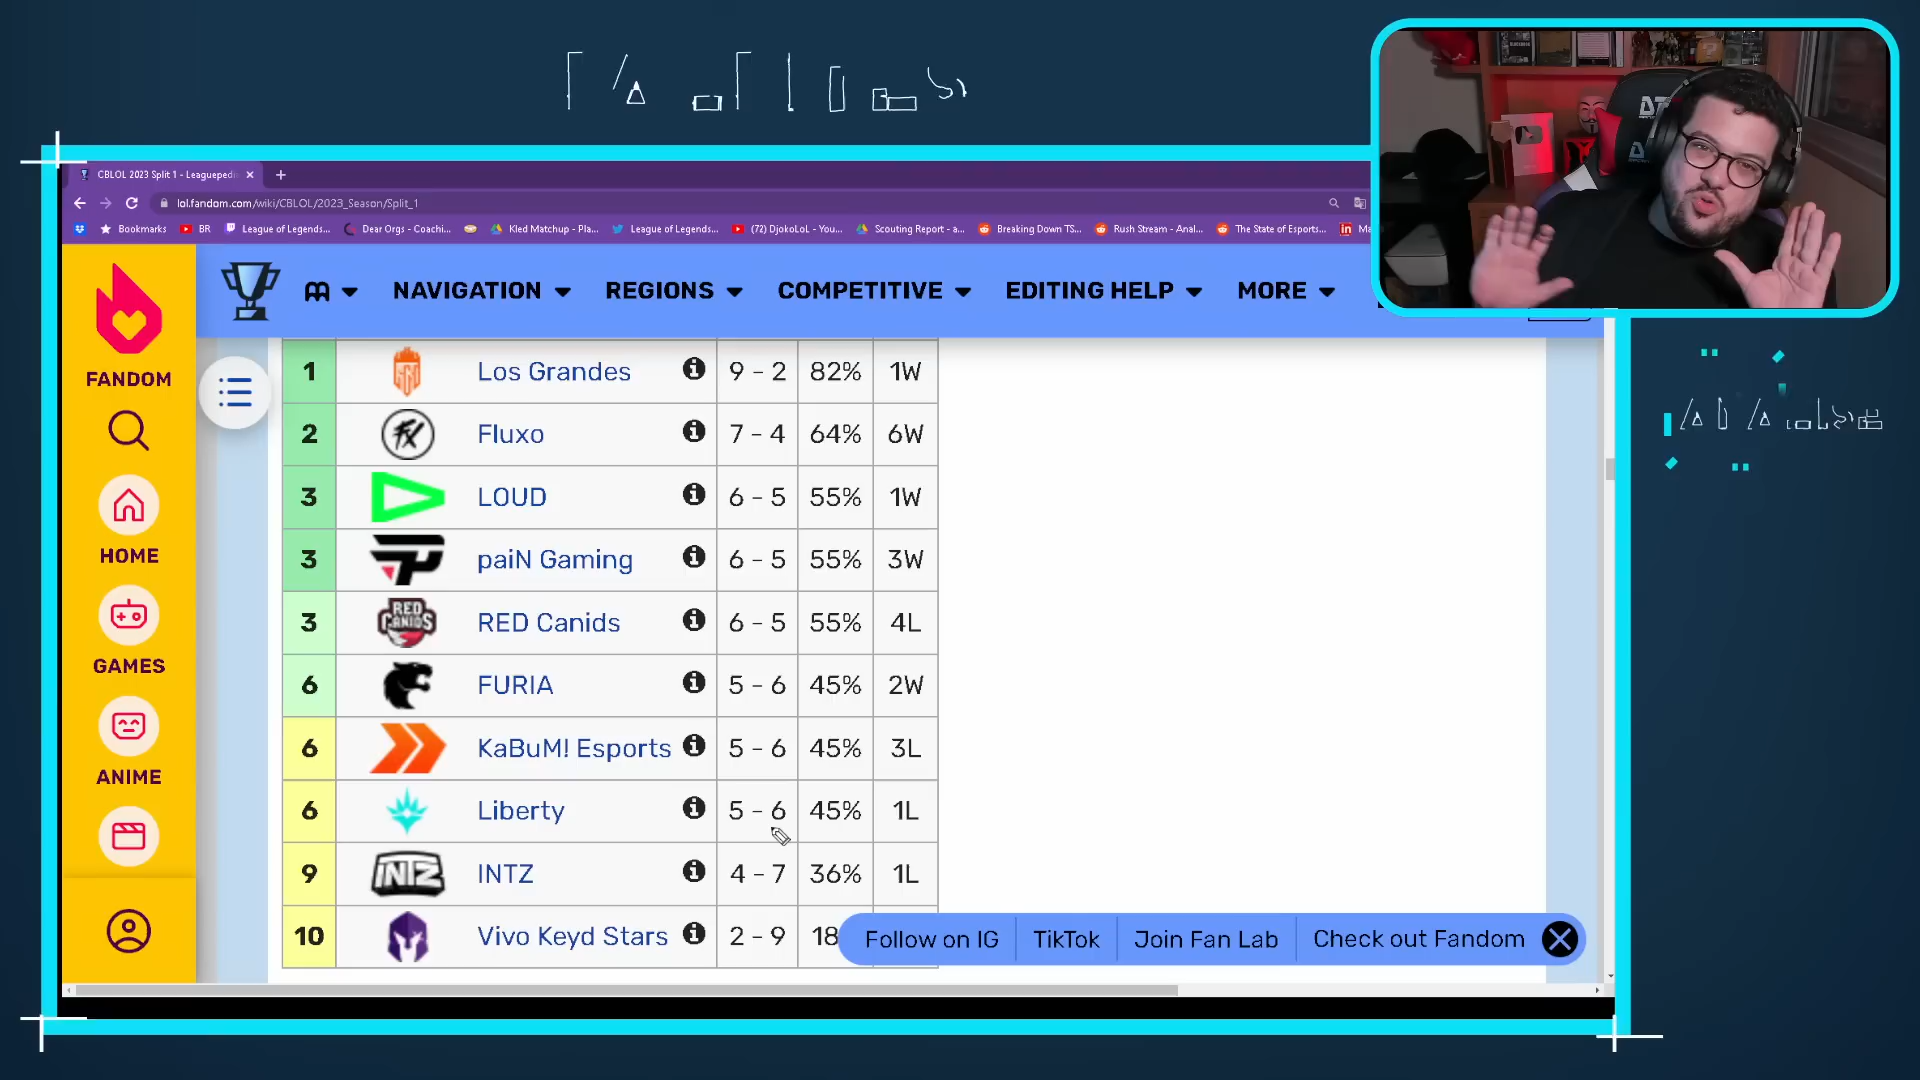 CBLOL 2023 Split 1 - Leaguepedi
lol.fandom.com/wiki/CBLOL/2023_Season/Split_1
Bookmarks BR League of Legends... Dear Orgs - Coachi... Kled Matchup - Pla... League of Legends... (72) DjokoLoL - You... Scouting Report - a... Breaking Down TS... Rush Stream - Anal... The State of Esports... Ma
NAVIGATION REGIONS COMPETITIVE EDITING HELP MORE
FANDOM
HOME
GAMES
ANIME
1 Los Grandes 9 - 2 82% 1W
2 FX Fluxo 7 - 4 64% 6W
3 LOUD 6 - 5 55% 1W
3 paiN Gaming 6 - 5 55% 3W
3 RED CANIDS RED Canids 6 - 5 55% 4L
6 FURIA 5 - 6 45% 2W
6 KaBuM! Esports 5 - 6 45% 3L
6 Liberty 5 - 6 45% 1L
9 INTZ INTZ 4 - 7 36% 1L
10 Vivo Keyd Stars 2 - 9 18
Follow on IG TikTok Join Fan Lab Check out Fandom